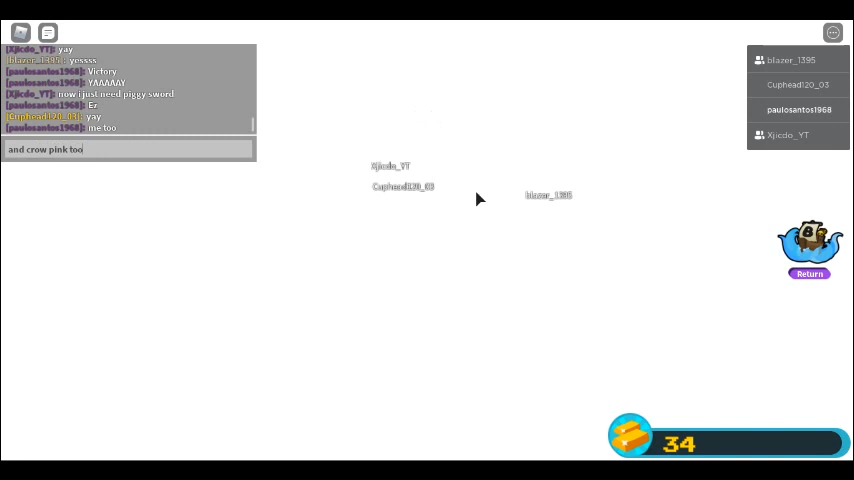 [Xjicdo_YT]: yay
[blazer_1395]: yessss
[paulosantos1968]: Victory
[paulosantos1968]: YAAAAAY
[Xjicdo_YT]: now i just need piggy sword
[paulosantos1968]: Er
[Cuphead120_03]: yay
[paulosantos1968]: me too
and crow pink too
blazer_1395
Cuphead120_03
paulosantos1968
Xjicdo_YT
Xjicdo_YT
Cuphead120_03
blazer_1395
8
Return
34